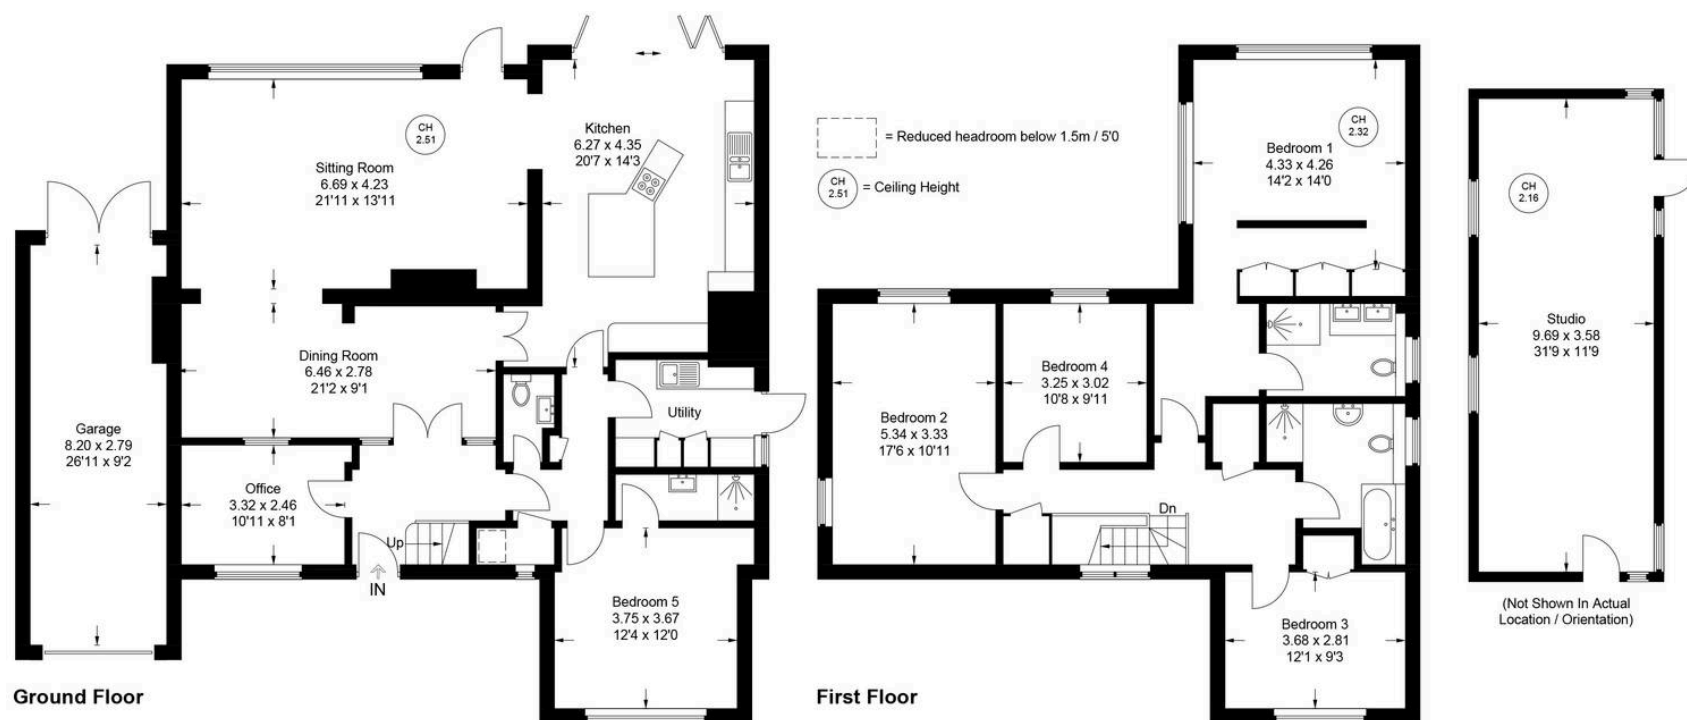 CH
2.51
Kitchen
6.27 x 4.35
20'7 x 14'3
Sitting Room
6.69 x 4.23
21'11 x 13'11
Dining Room
6.46 x 2.78
21'2 x 9'1
Garage
8.20 x 2.79
26'11 x 9'2
Utility
Office
3.32 x 2.46
10'11 x 8'1
Up
IN
Bedroom 5
3.75 x 3.67
12'4 x 12'0
Ground Floor
= Reduced headroom below 1.5m / 5'0
CH
2.51
= Ceiling Height
CH
2.32
Bedroom 1
4.33 x 4.26
14'2 x 14'0
Bedroom 4
3.25 x 3.02
10'8 x 9'11
Bedroom 2
5.34 x 3.33
17'6 x 10'11
Dn
Bedroom 3
3.68 x 2.81
12'1 x 9'3
First Floor
CH
2.16
Studio
9.69 x 3.58
31'9 x 11'9
(Not Shown In Actual
Location / Orientation)